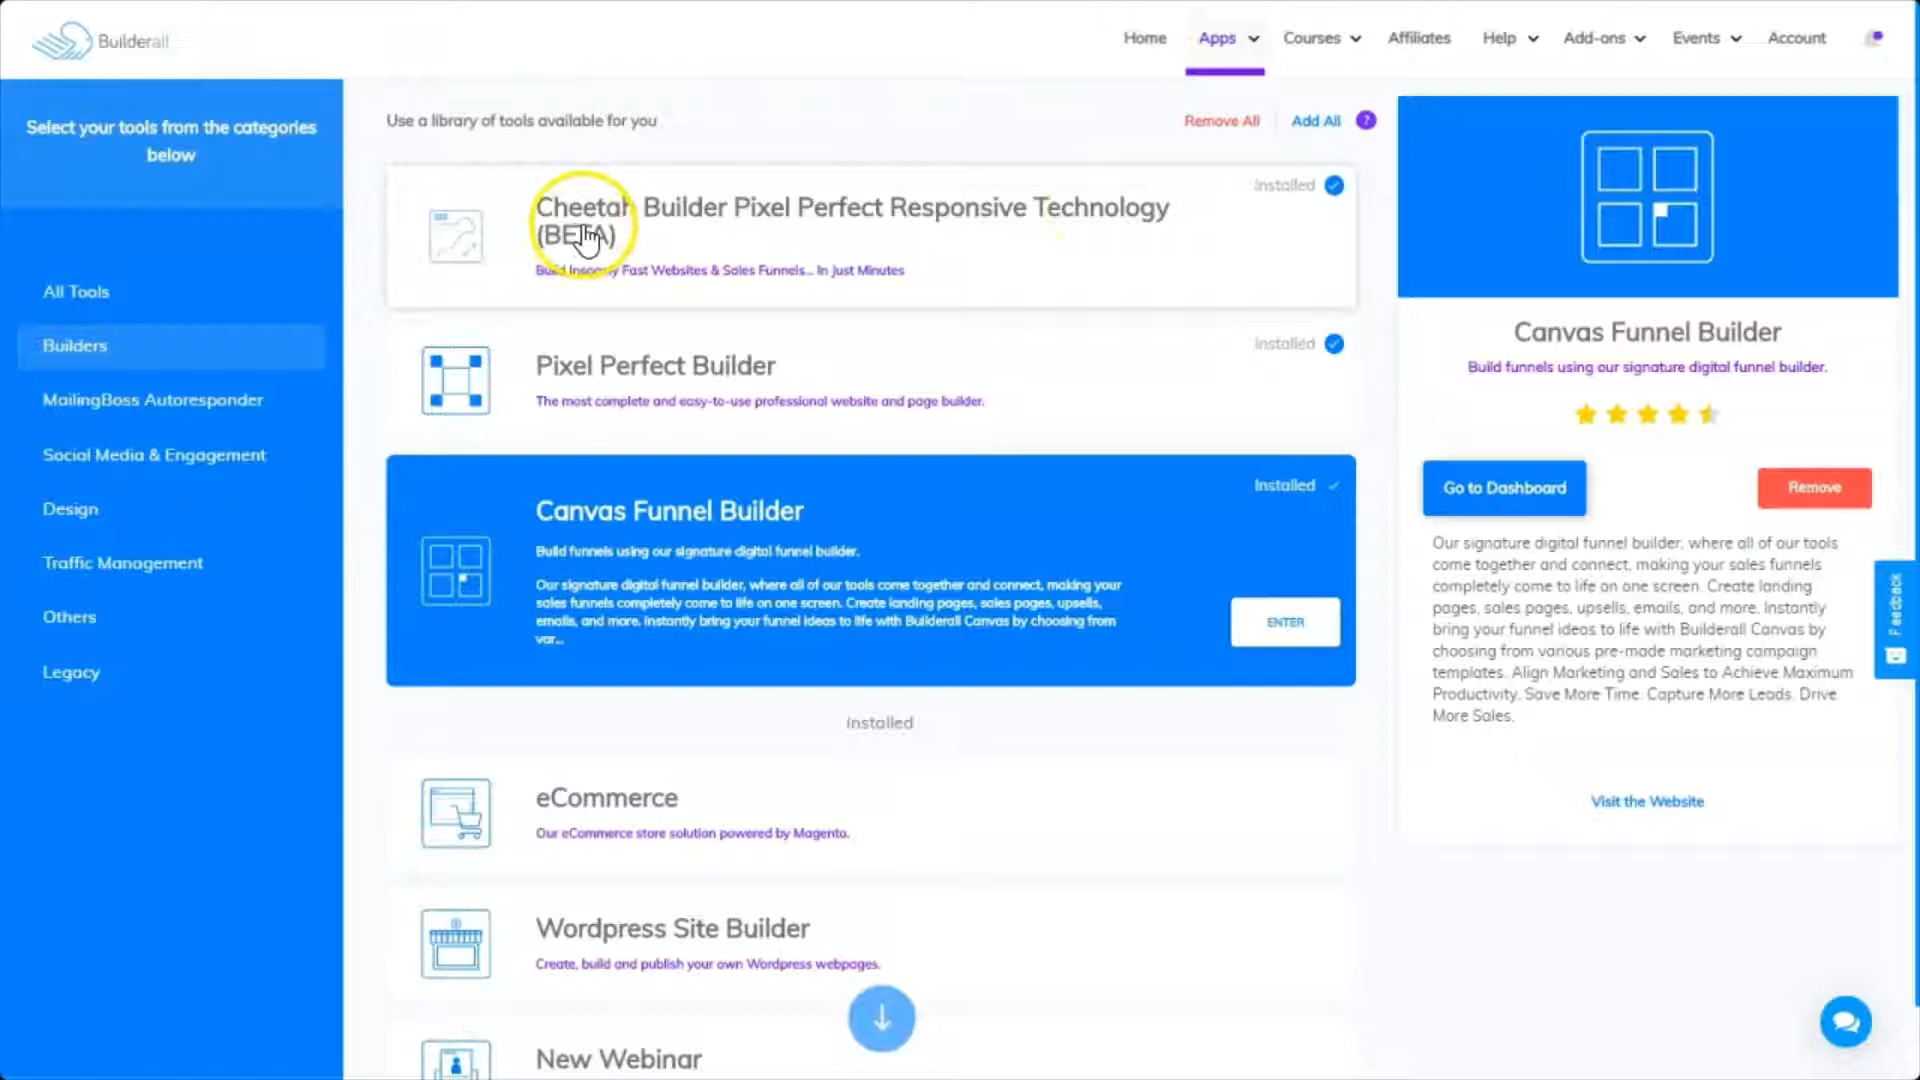 Builderall
Home
Apps
Courses
Affiliates
Help
Add-ons
Events
Account
Select your tools from the categories
below
All Tools
Builders
MailingBoss Autoresponder
Social Media & Engagement
Design
Traffic Management
Others
Legacy
Use a library of tools available for you
Remove All
Add All
?
Installed
Cheetah Builder Pixel Perfect Responsive Technology
(BETA)
Build Insanely Fast Websites & Sales Funnels... In Just Minutes
Installed
Pixel Perfect Builder
The most complete and easy-to-use professional website and page builder.
Installed
Canvas Funnel Builder
Build funnels using our signature digital funnel builder.
Our signature digital funnel builder, where all of our tools come together and connect, making your
sales funnels completely come to life on one screen. Create landing pages, sales pages, upsells,
emails, and more. Instantly bring your funnel ideas to life with Builderall Canvas by choosing from
var...
ENTER
Installed
eCommerce
Our eCommerce store solution powered by Magento.
Wordpress Site Builder
Create, build and publish your own Wordpress webpages.
New Webinar
Canvas Funnel Builder
Build funnels using our signature digital funnel builder.
Go to Dashboard
Remove
Our signature digital funnel builder, where all of our tools
come together and connect, making your sales funnels
completely come to life on one screen. Create landing
pages, sales pages, upsells, emails, and more. Instantly
bring your funnel ideas to life with Builderall Canvas by
choosing from various pre-made marketing campaign
templates. Align Marketing and Sales to Achieve Maximum
Productivity. Save More Time. Capture More Leads. Drive
More Sales.
Visit the Website
Feedback